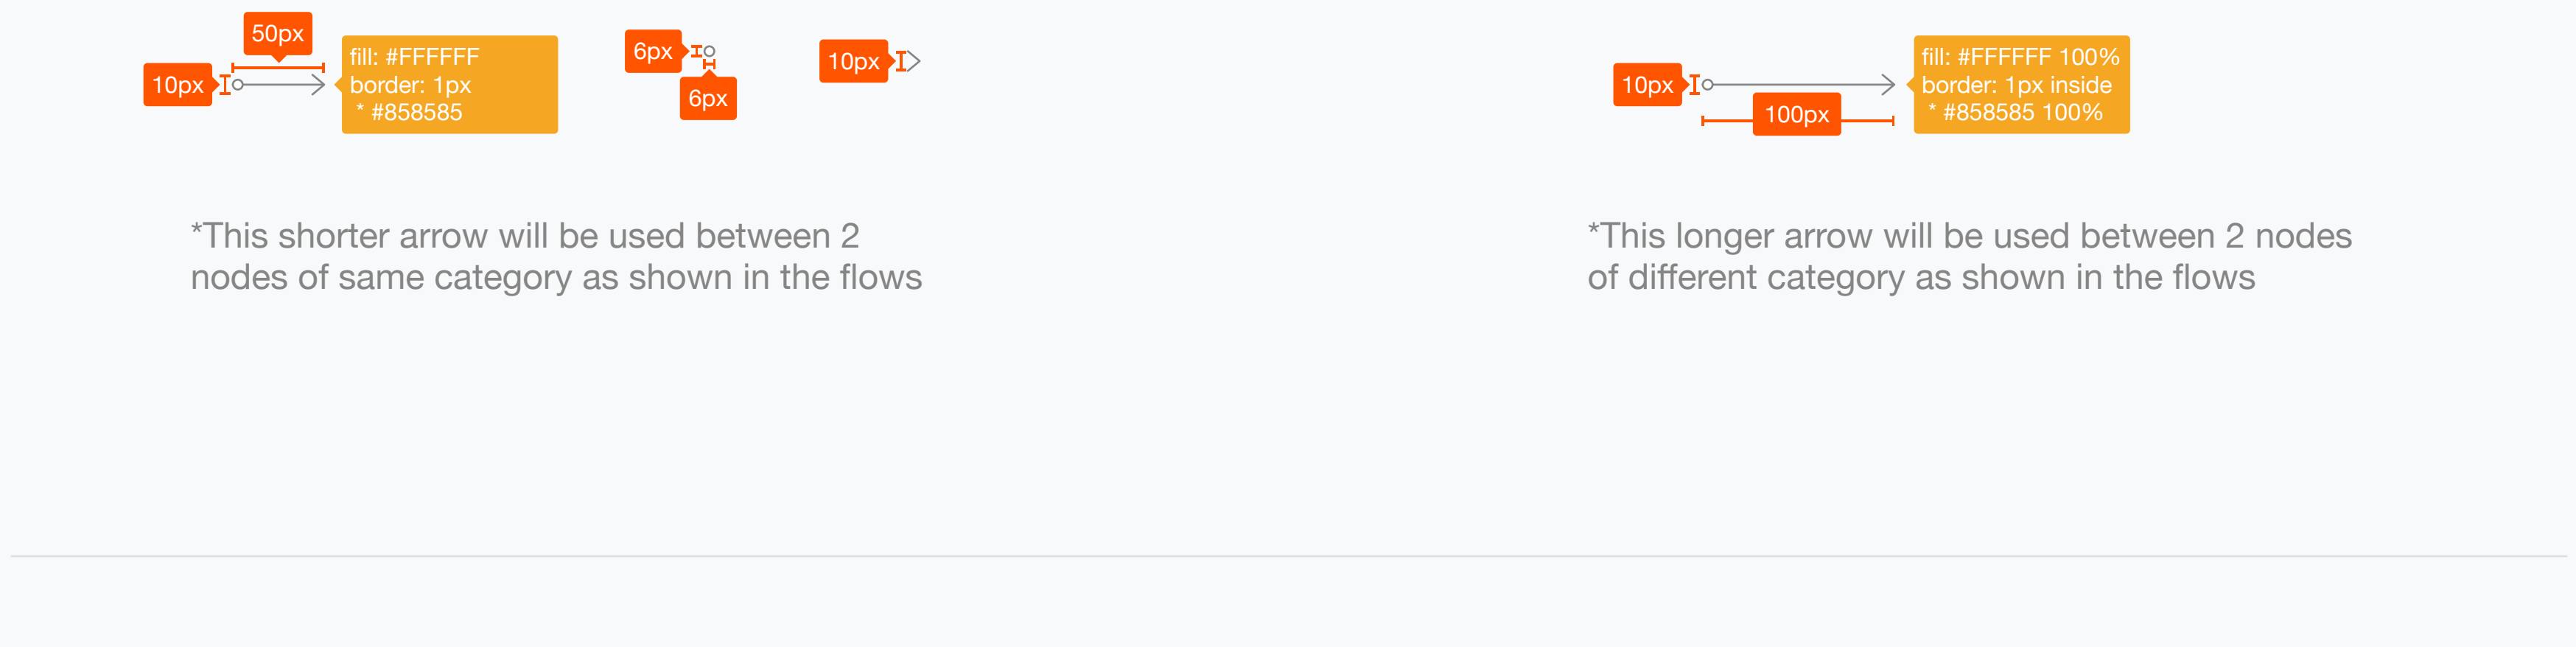 50px
10px
fill: #FFFFFF
border: 1px
* #858585
6px
6px
10px
10px
100px
fill: #FFFFFF 100%
border: 1px inside
* #858585 100%
*This shorter arrow will be used between 2
nodes of same category as shown in the flows
*This longer arrow will be used between 2 nodes
of different category as shown in the flows